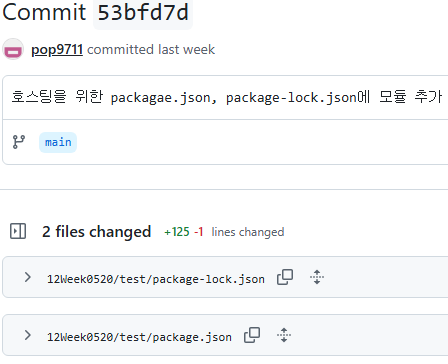 Commit 53bfd7d
pop9711 committed last week
호스팅을 위한 packagae.json, package-lock.json에 모듈 추가
main
2 files changed +125 -1 lines changed
12Week0520/test/package-lock.json
12Week0520/test/package.json